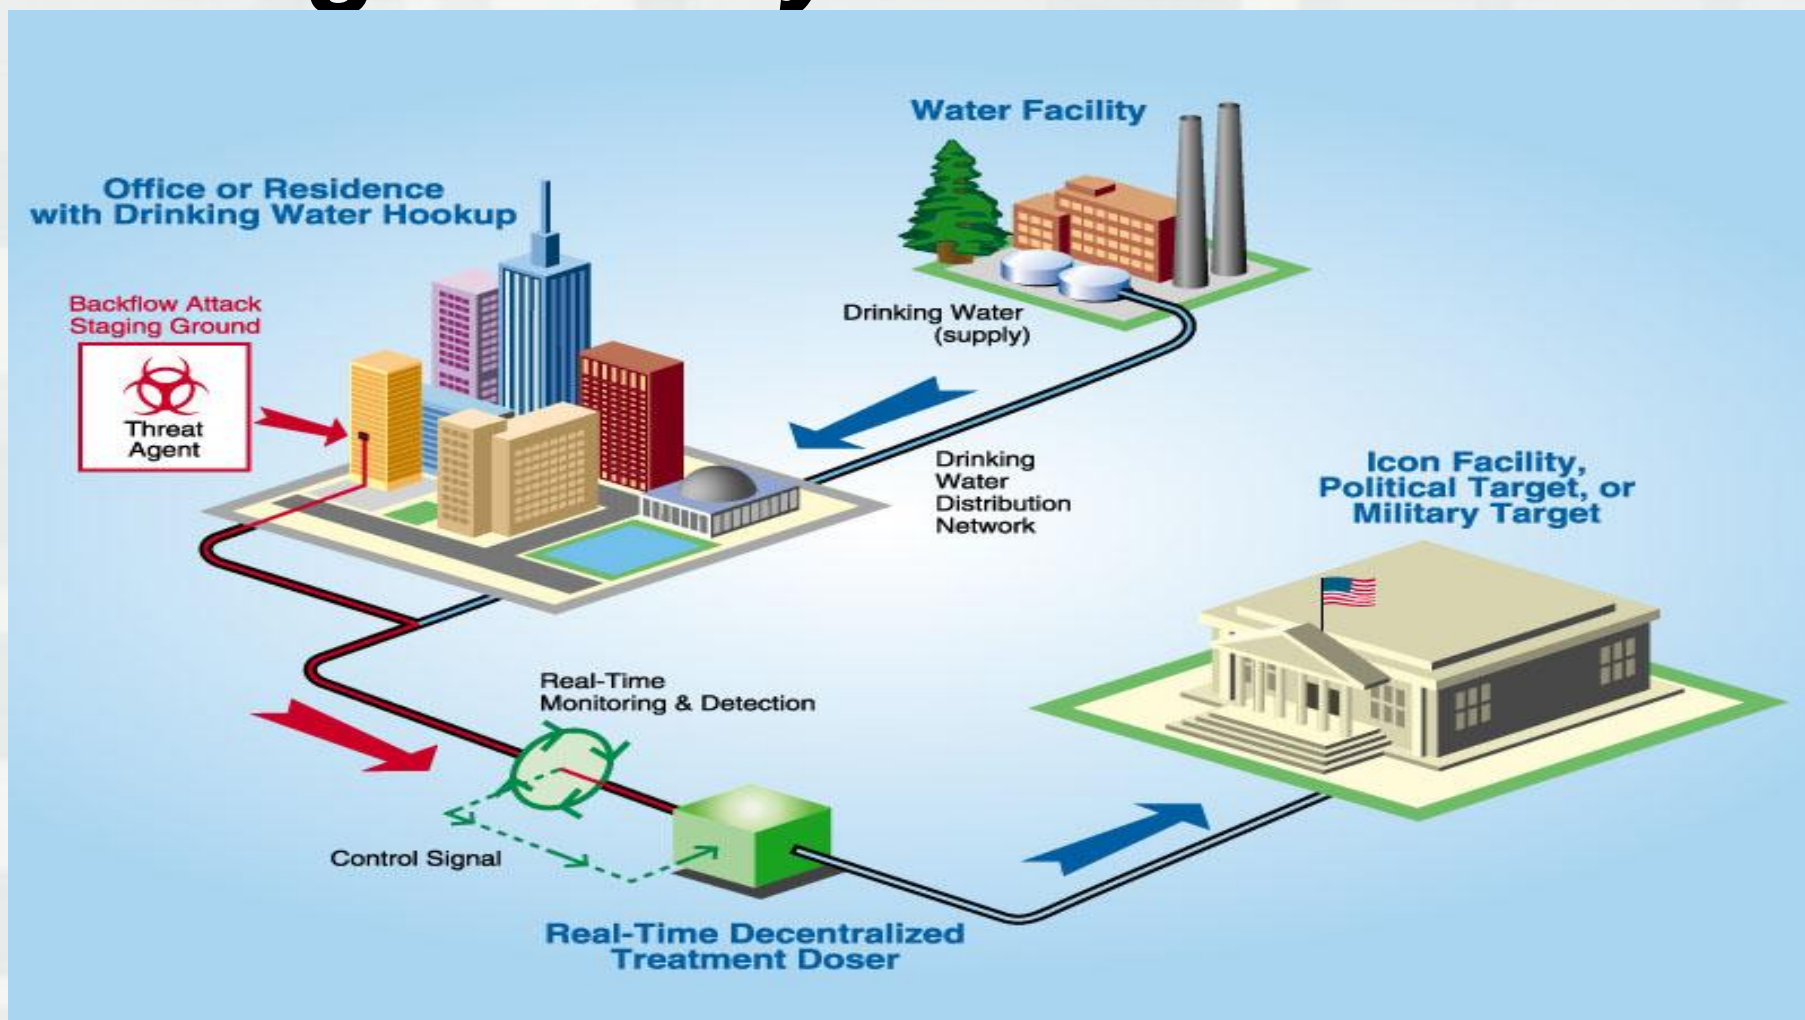 Water Facility
Office or Residence
with Drinking Water Hookup
Backflow Attack
Staging Ground
Threat
Agent
Drinking Water
(supply)
Drinking
Water
Distribution
Network
Icon Facility,
Political Target, or
Military Target
Real-Time
Monitoring & Detection
Control Signal
Real-Time Decentralized
Treatment Doser